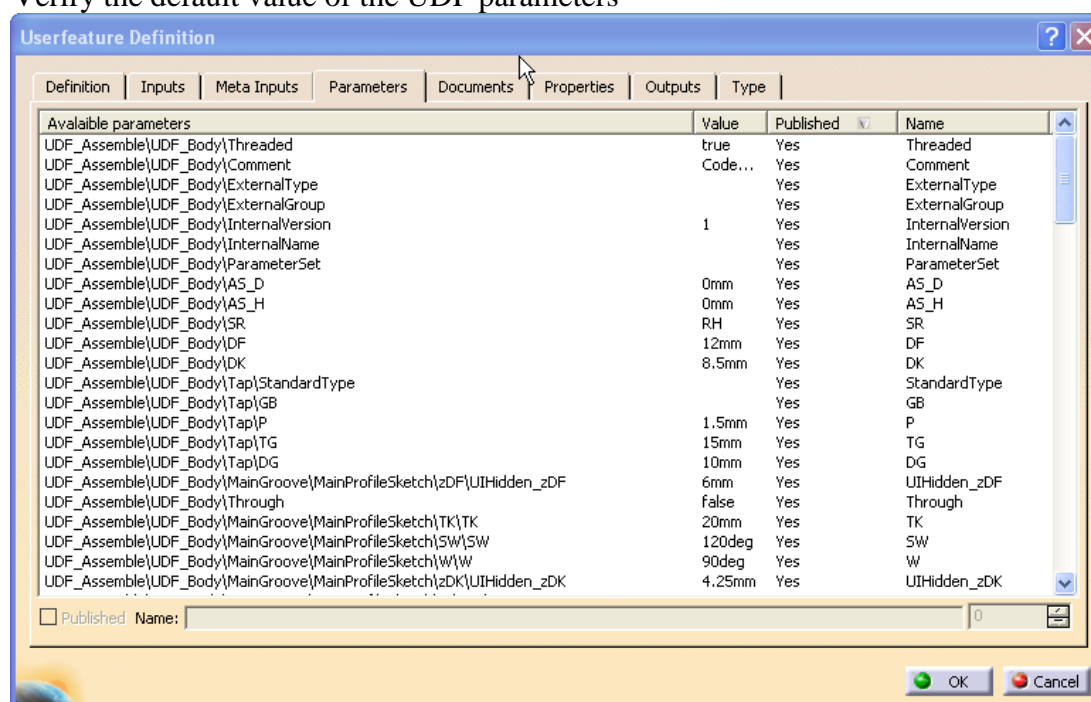 Verify the default value of the UDF parameters
Userfeature Definition
Definition Inputs Meta Inputs Parameters Documents Properties Outputs Type
Avalaible parameters Value Published Name
UDF_Assemble\UDF_Body\Threaded true Yes Threaded
UDF_Assemble\UDF_Body\Comment Code... Yes Comment
UDF_Assemble\UDF_Body\ExternalType Yes ExternalType
UDF_Assemble\UDF_Body\ExternalGroup Yes ExternalGroup
UDF_Assemble\UDF_Body\InternalVersion 1 Yes InternalVersion
UDF_Assemble\UDF_Body\InternalName Yes InternalName
UDF_Assemble\UDF_Body\ParameterSet Yes ParameterSet
UDF_Assemble\UDF_Body\AS_D 0mm Yes AS_D
UDF_Assemble\UDF_Body\AS_H 0mm Yes AS_H
UDF_Assemble\UDF_Body\SR RH Yes SR
UDF_Assemble\UDF_Body\DF 12mm Yes DF
UDF_Assemble\UDF_Body\DK 8.5mm Yes DK
UDF_Assemble\UDF_Body\Tap\StandardType Yes StandardType
UDF_Assemble\UDF_Body\Tap\GB Yes GB
UDF_Assemble\UDF_Body\Tap\P 1.5mm Yes P
UDF_Assemble\UDF_Body\Tap\TG 15mm Yes TG
UDF_Assemble\UDF_Body\Tap\DG 10mm Yes DG
UDF_Assemble\UDF_Body\MainGroove\MainProfileSketch\zDF\UIHidden_zDF 6mm Yes UIHidden_zDF
UDF_Assemble\UDF_Body\Through false Yes Through
UDF_Assemble\UDF_Body\MainGroove\MainProfileSketch\TK\TK 20mm Yes TK
UDF_Assemble\UDF_Body\MainGroove\MainProfileSketch\SW\SW 120deg Yes SW
UDF_Assemble\UDF_Body\MainGroove\MainProfileSketch\W\W 90deg Yes W
UDF_Assemble\UDF_Body\MainGroove\MainProfileSketch\zDK\UIHidden_zDK 4.25mm Yes UIHidden_zDK
Published Name: 0
OK Cancel